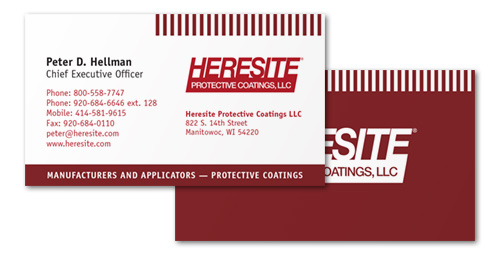 Peter D. Hellman
Chief Executive Officer
Phone: 800-558-7747
Phone: 920-684-6646 ext. 128
Mobile: 414-581-9615
Fax: 920-684-0110
peter@heresite.com
www.heresite.com
HERESITE®
PROTECTIVE COATINGS, LLC
Heresite Protective Coatings LLC
822 S. 14th Street
Manitowoc, WI 54220
MANUFACTURERS AND APPLICATORS — PROTECTIVE COATINGS
ESITE®
OATINGS, LLC